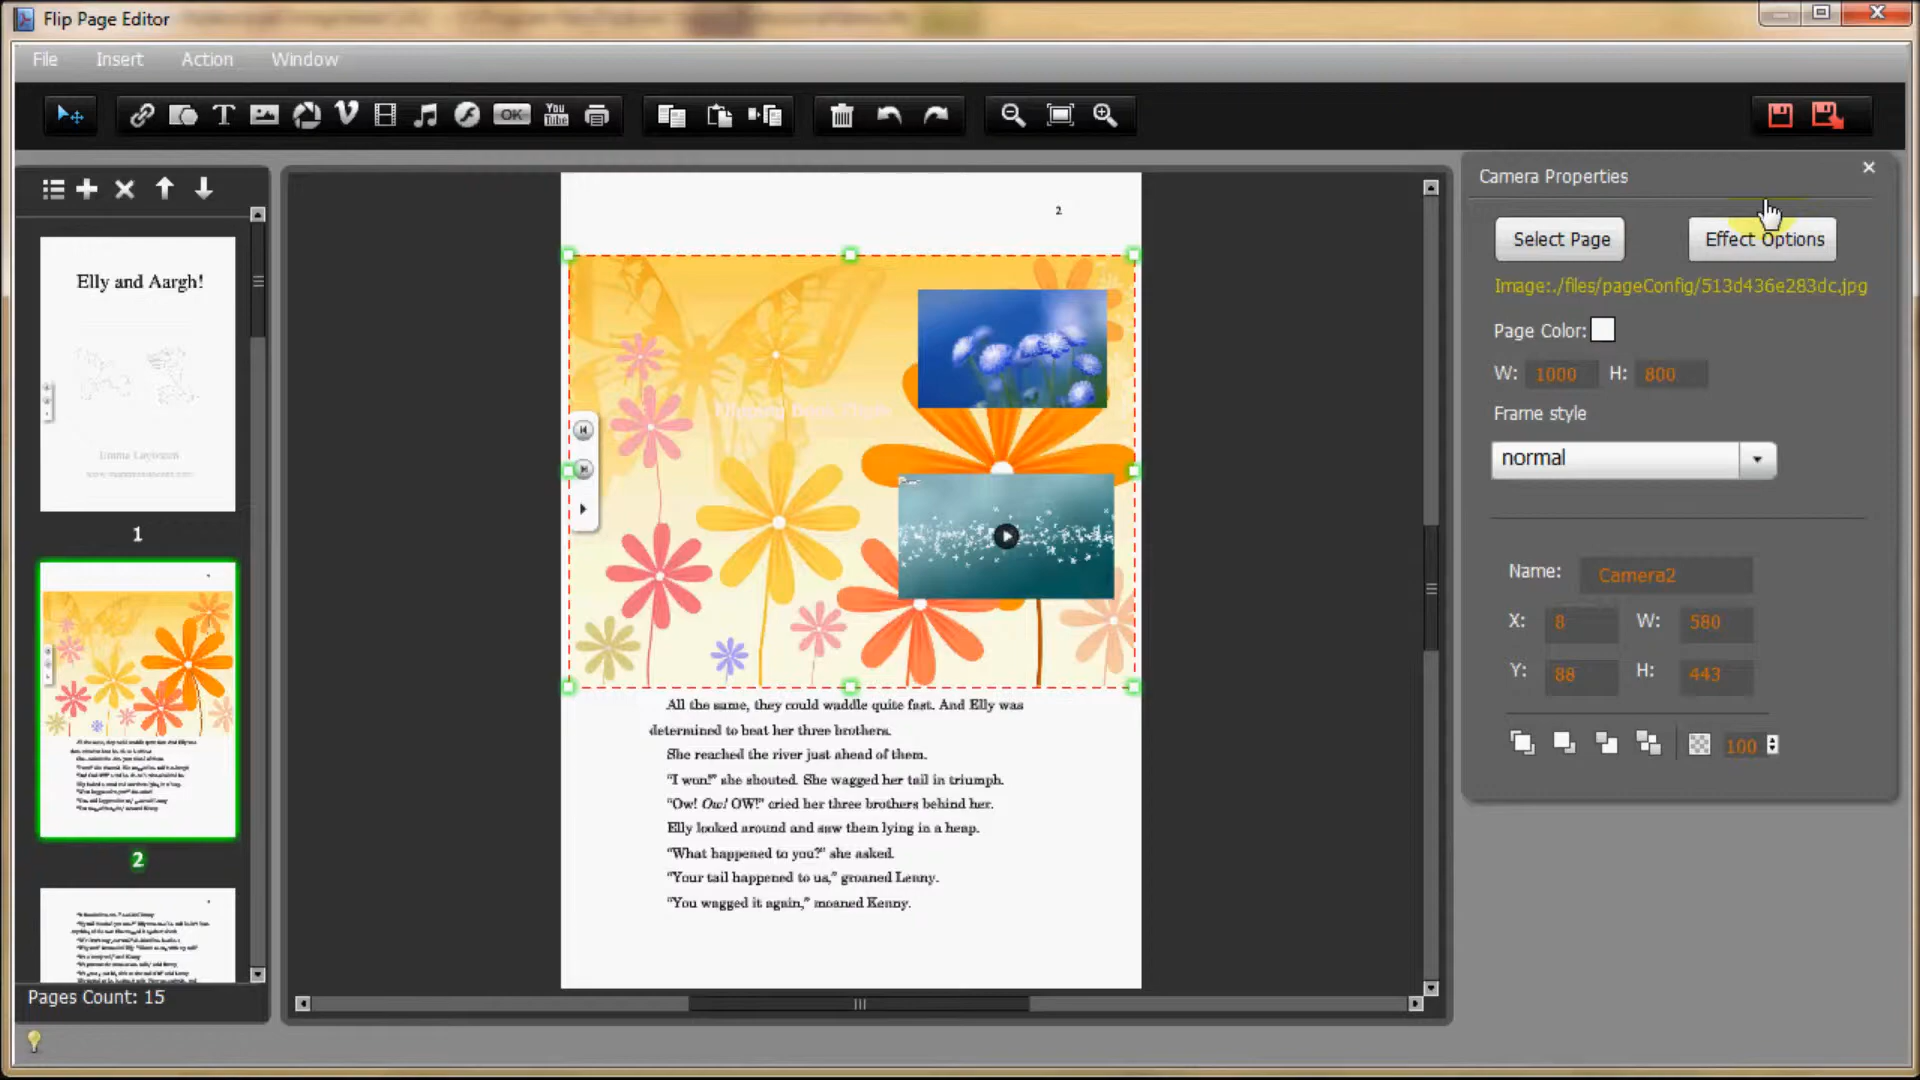 Flip Page Editor
File Insert Action Window
OK You Tube
Camera Properties
Select Page Effect Options
Image:./files/pageConfig/513d436e283dc.jpg
Page Color:
W: 1000 H: 800
Frame style
normal
Name: Camera2
X: 8 W: 580
Y: 88 H: 443
100
Elly and Aargh!
Emma Laybourn
1
2
Pages Count: 15
2
All the same, they could waddle quite fast. And Elly was
determined to beat her three brothers.
She reached the river just ahead of them.
“I won!” she shouted. She wagged her tail in triumph.
“Ow! Ow! OW!” cried her three brothers behind her.
Elly looked around and saw them lying in a heap.
“What happened to you?” she asked.
“Your tail happened to us,” groaned Lenny.
“You wagged it again,” moaned Kenny.